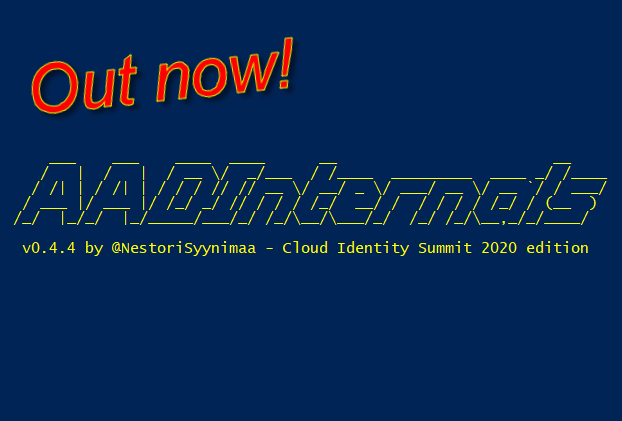 Out now!
AADInternals
v0.4.4 by @NestoriSyynimaa - Cloud Identity Summit 2020 edition